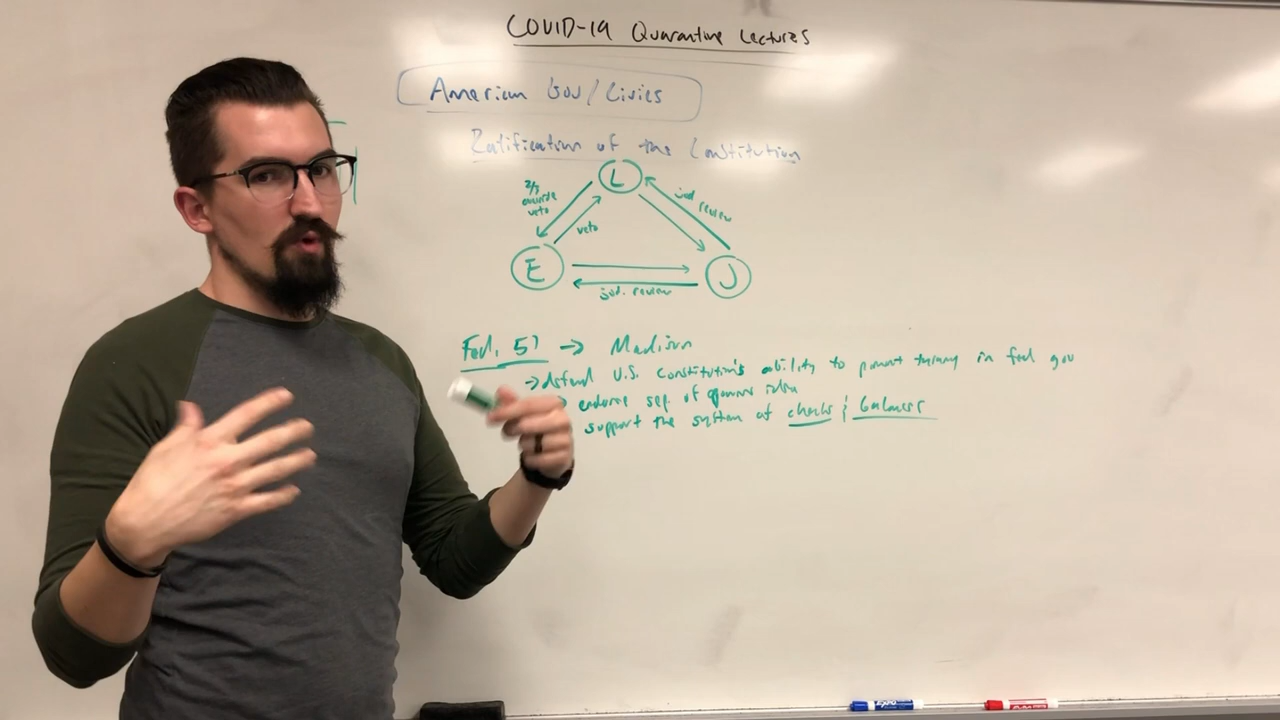 COVID-19 Quarantine Lectures
American Gov/Civics
Ratification of the Constitution
L
2/3
override
veto
veto
jud. review
E
J
jud. review
Fed. 51 → Madison
→ defend U.S. Constitution's ability to prevent tyranny in fed gov
endorse sep. of powers idea
support the system of checks & balances
EXPO